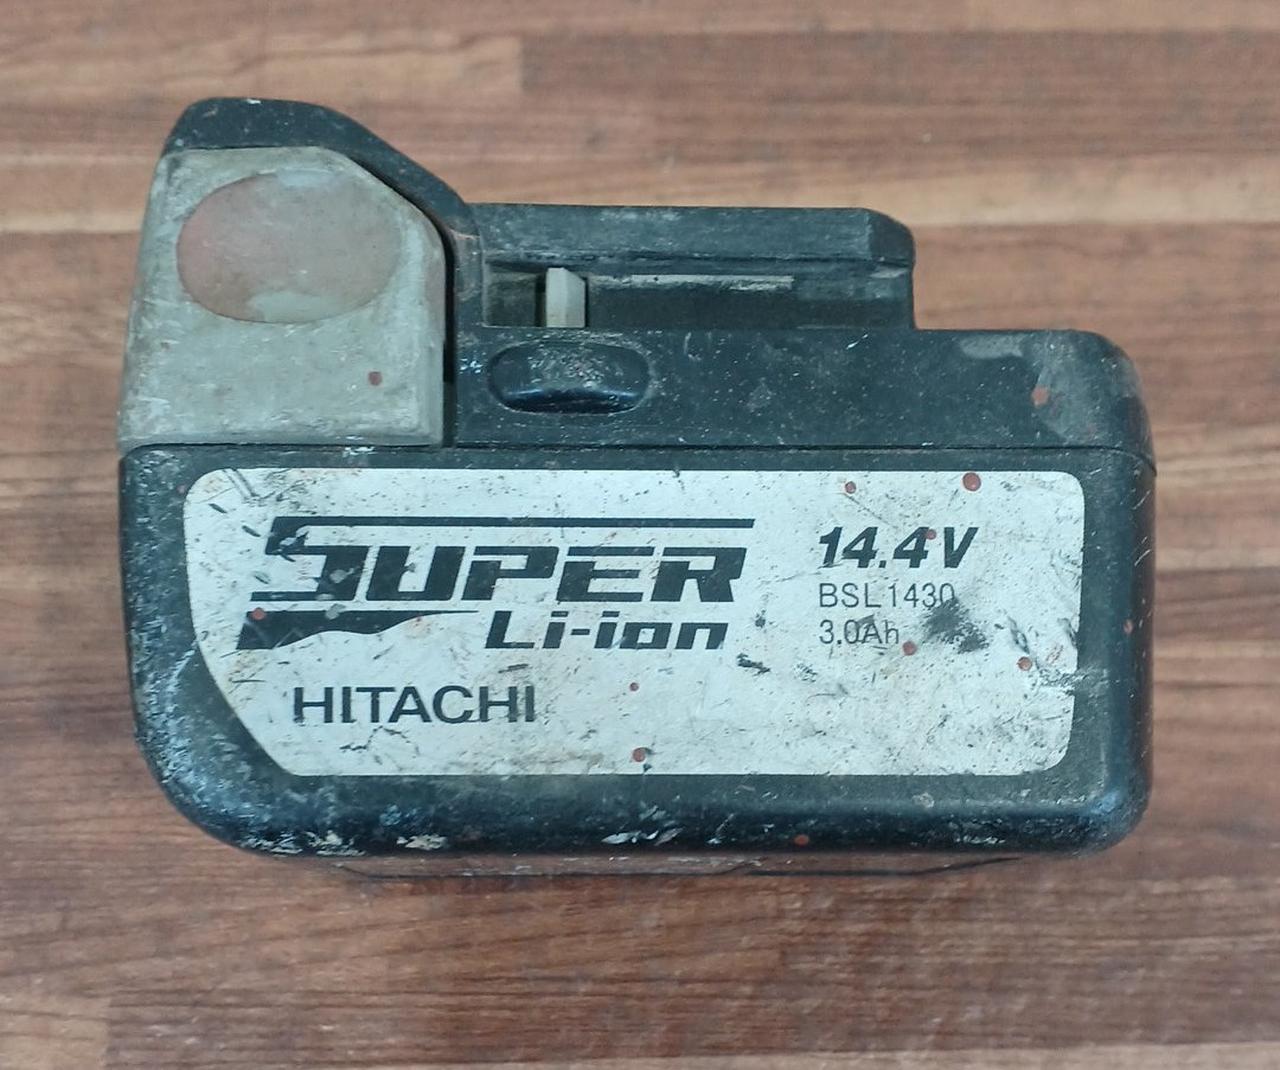 SUPER
Li-ion
HITACHI
14.4V
BSL1430
3.0Ah